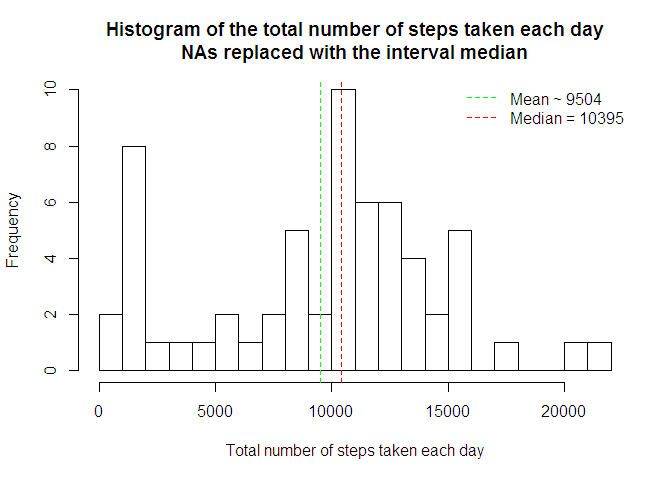 Histogram of the total number of steps taken each day
NAs replaced with the interval median
Mean ~ 9504
Median = 10395
Frequency
10
8
6
4
2
0
0 5000 10000 15000 20000
Total number of steps taken each day